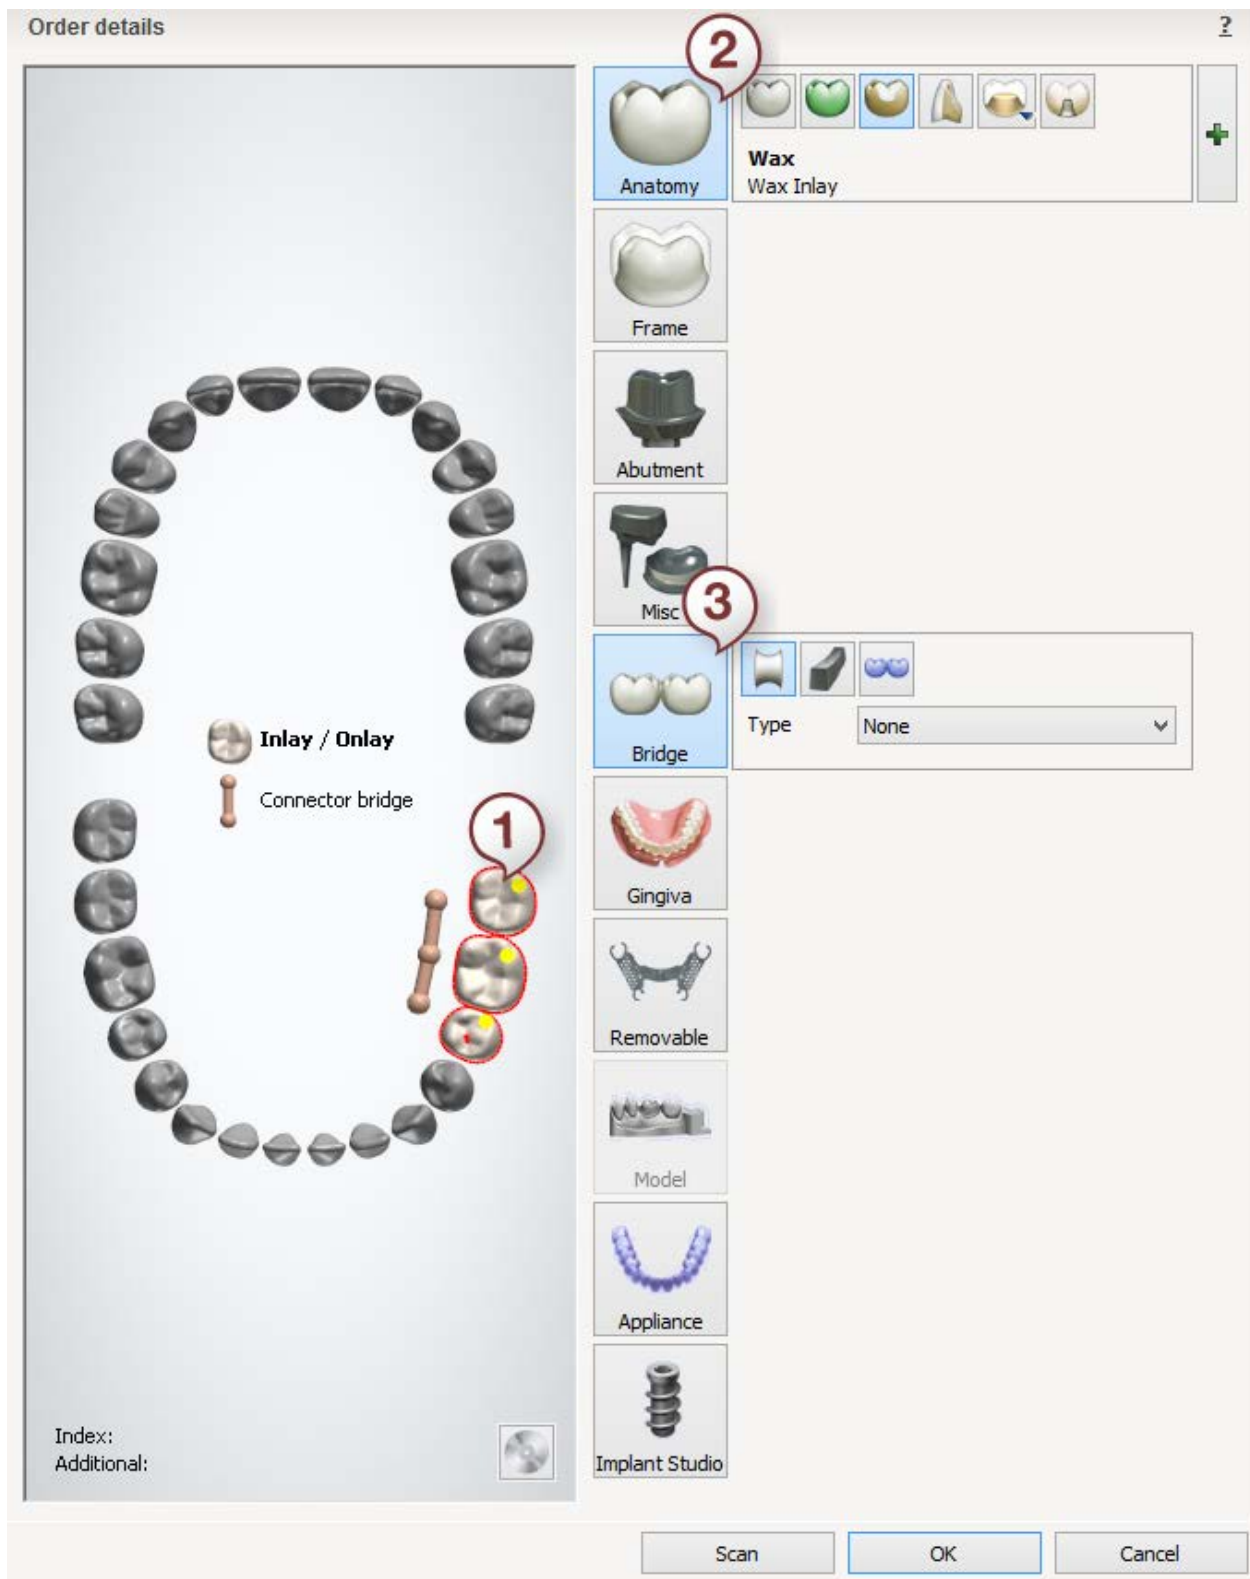 Order details
?
2
Anatomy
Wax
Wax Inlay
Frame
Abutment
Misc
3
Bridge
Type
None
Inlay / Onlay
Connector bridge
1
Gingiva
Removable
Model
Appliance
Implant Studio
Index:
Additional:
Scan
OK
Cancel